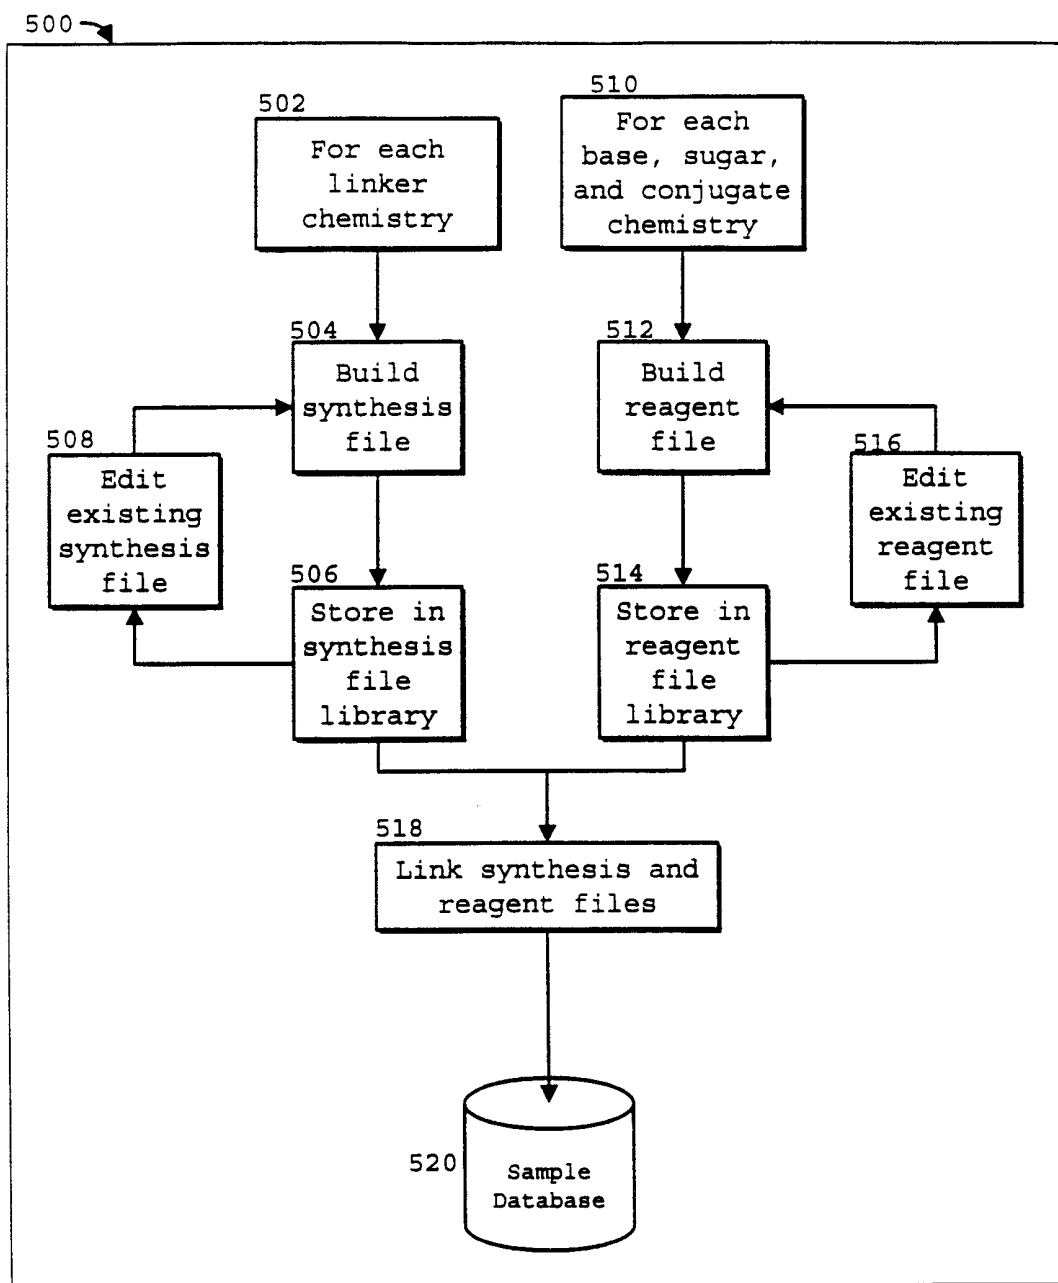 500
502
For each
linker
chemistry
510
For each
base, sugar,
and conjugate
chemistry
504
Build
synthesis
file
512
Build
reagent
file
508
Edit
existing
synthesis
file
516
Edit
existing
reagent
file
506
Store in
synthesis
file
library
514
Store in
reagent
file
library
518
Link synthesis and
reagent files
520
Sample
Database